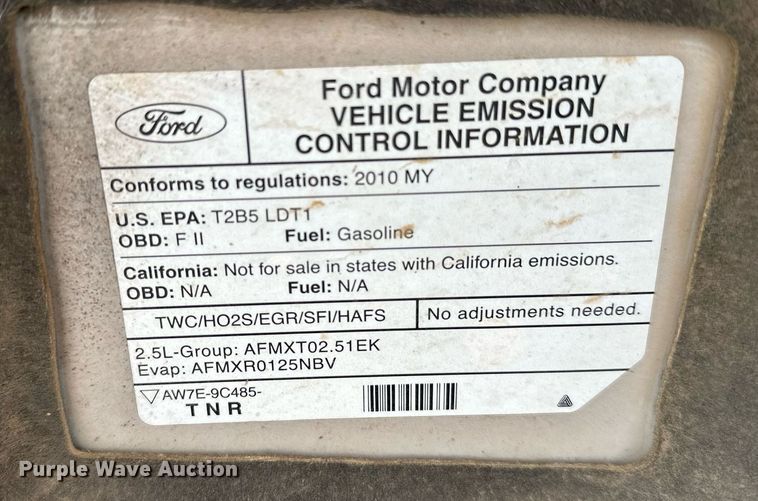 Ford
Ford Motor Company
VEHICLE EMISSION
CONTROL INFORMATION
Conforms to regulations: 2010 MY
U.S. EPA: T2B5 LDT1
OBD: F II Fuel: Gasoline
California: Not for sale in states with California emissions.
OBD: N/A Fuel: N/A
TWC/HO2S/EGR/SFI/HAFS No adjustments needed.
2.5L-Group: AFMXT02.51EK
Evap: AFMXR0125NBV
AW7E-9C485-
TNR
Purple Wave Auction